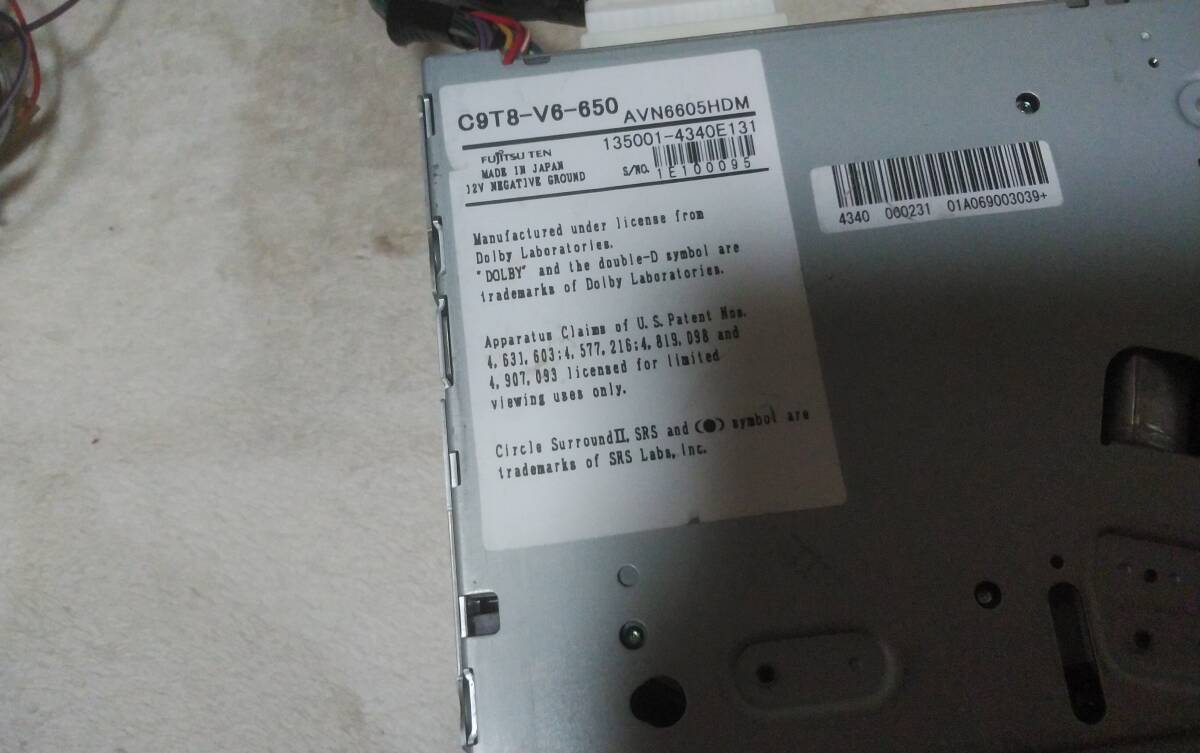 C9T8-V6-650 AVN6605HDM
135001-4340E131
FUJITSU TEN
MADE IN JAPAN
12V NEGATIVE GROUND
S/NO. 1E100095
Manufactured under license from
Dolby Laboratories.
"DOLBY" and the double-D symbol are
trademarks of Dolby Laboratories.
Apparatus Claims of U.S.Patent Nos.
4,631,603;4,577,216;4,819,098 and
4,907,093 licensed for limited
viewing uses only.
Circle SurroundⅡ, SRS and (●) symbol are
trademarks of SRS Labs, Inc.
4340 060231 01A069003039+